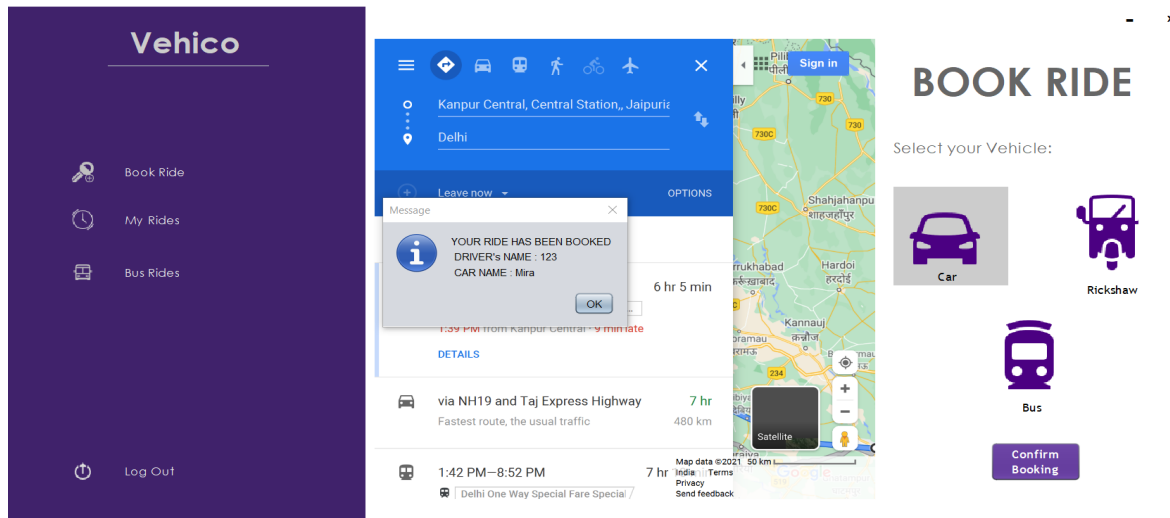 Vehico
Book Ride
My Rides
Bus Rides
Log Out
Kanpur Central, Central Station,, Jaipuria
Delhi
Leave now
OPTIONS
Message
YOUR RIDE HAS BEEN BOOKED
DRIVER's NAME : 123
CAR NAME : Mira
OK
6 hr 5 min
1:39 PM from Kanpur Central - 9 min late
DETAILS
via NH19 and Taj Express Highway
7 hr
Fastest route, the usual traffic
480 km
1:42 PM—8:52 PM
7 hr
Delhi One Way Special Fare Special
Sign in
730
730
730C
730C
Shahjahanpu
शाहजहाँपुर
Hardoi
हरदोई
Kannauj
कन्नौज
234
Satellite
Map data ©2021
50 km
India
Terms
Privacy
Send feedback
BOOK RIDE
Select your Vehicle:
Car
Rickshaw
Bus
Confirm
Booking